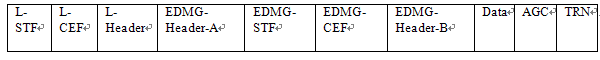 L-STF
L-CEF
L-Header
EDMG-Header-A
EDMG-STF
EDMG-CEF
EDMG-Header-B
Data
AGC
TRN